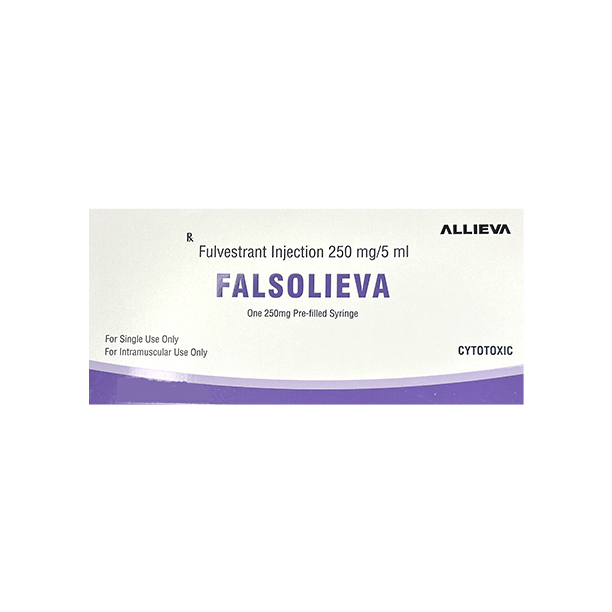 ALLIEVA
℞ Fulvestrant Injection 250 mg/5 ml
FALSOLIEVA
One 250mg Pre-filled Syringe
For Single Use Only
For Intramuscular Use Only
CYTOTOXIC